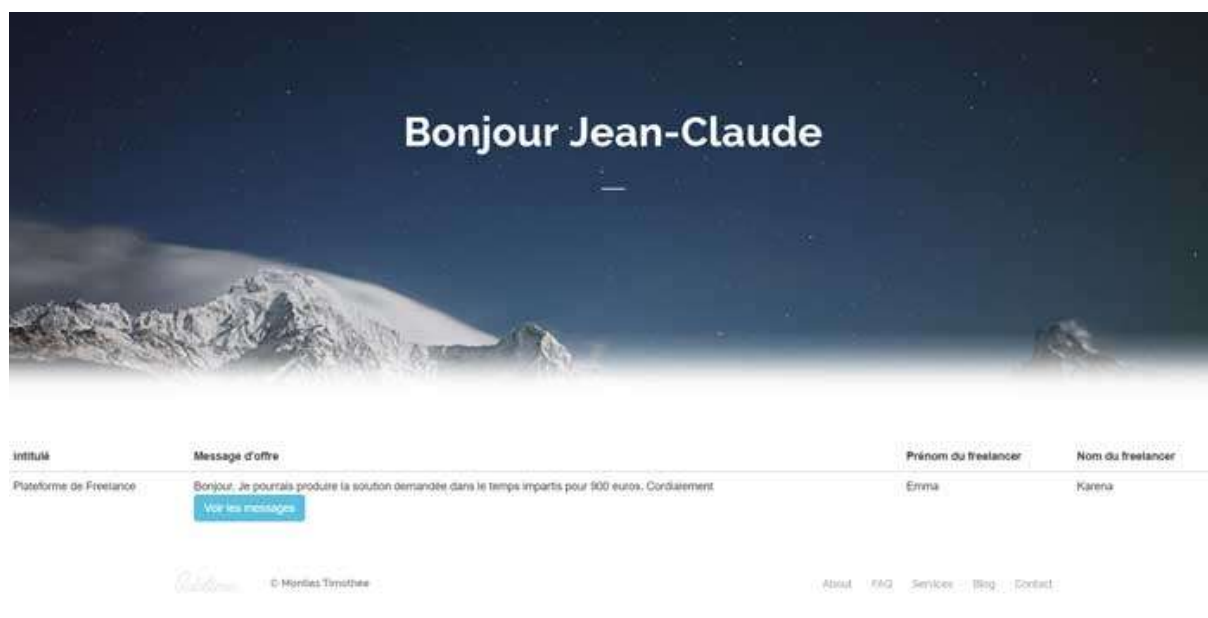 Bonjour Jean-Claude
intitulé Message d'offre Prénom du freelancer Nom du freelancer
Plateforme de Freelance Bonjour. Je pourrais produire la solution demandée dans le temps impartis pour 900 euros. Cordialement Emma Karena
Voir les messages
© Monties Timothée About FAQ Services Blog Contact